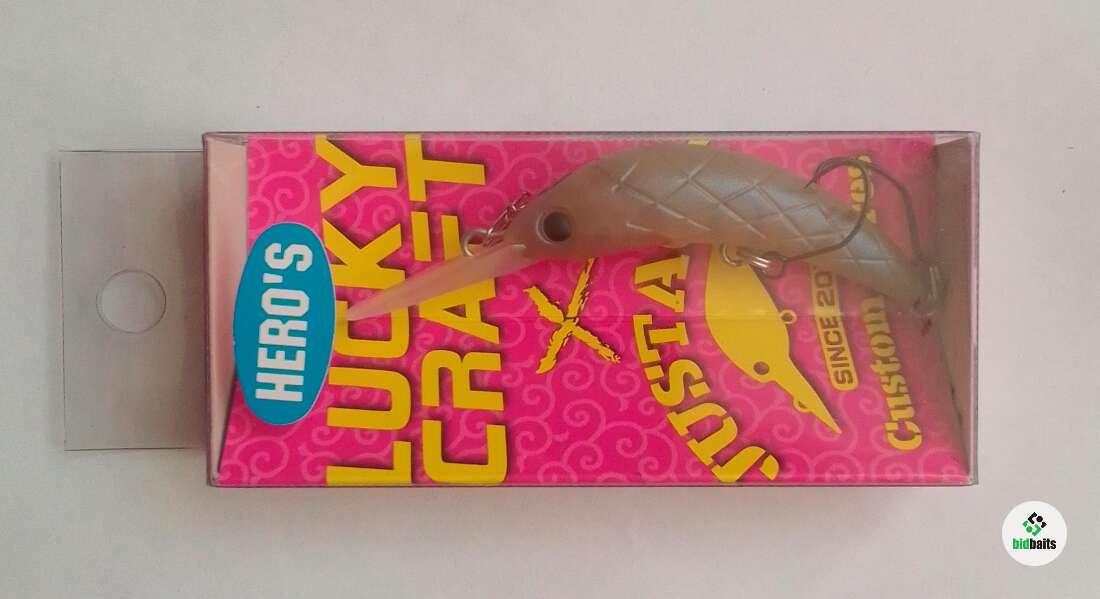 HERO'S
LUCKY
CRAFT
X
JUSTA
SINCE 20
Custom
bidbaits